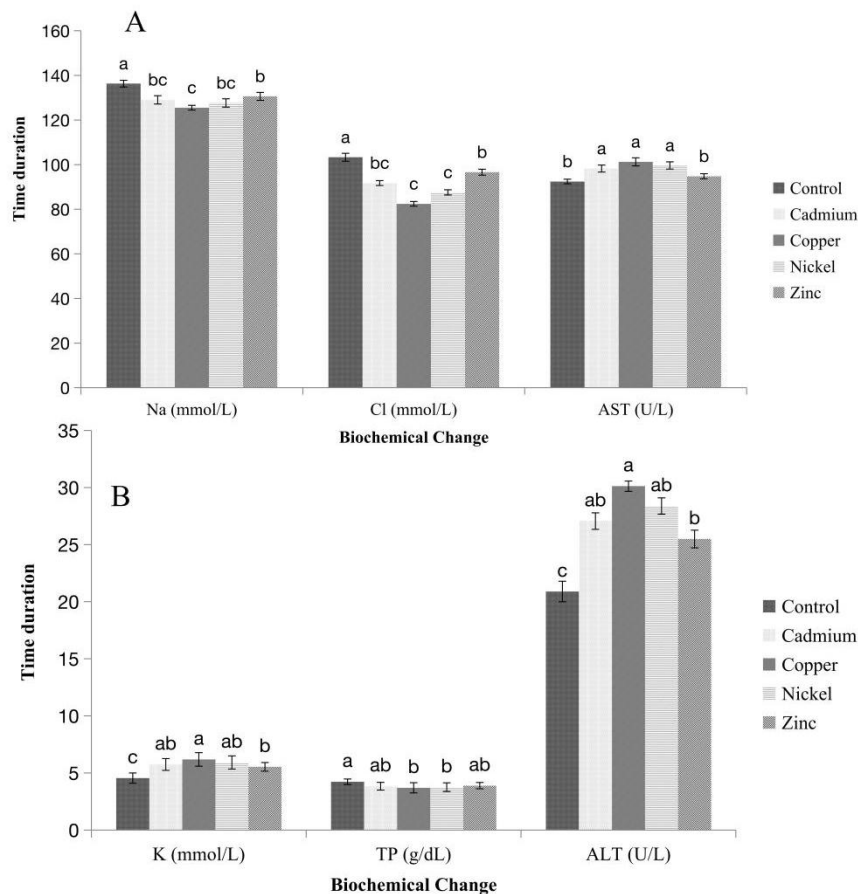 A
160
140
120
100
80
60
40
20
0
Time duration
a bc c bc b
a bc c c b
b a a a b
Na (mmol/L) Cl (mmol/L) AST (U/L)
Biochemical Change
Control
Cadmium
Copper
Nickel
Zinc
B
35
30
25
20
15
10
5
0
Time duration
c ab a ab b
a ab b b ab
c ab a ab b
K (mmol/L) TP (g/dL) ALT (U/L)
Biochemical Change
Control
Cadmium
Copper
Nickel
Zinc